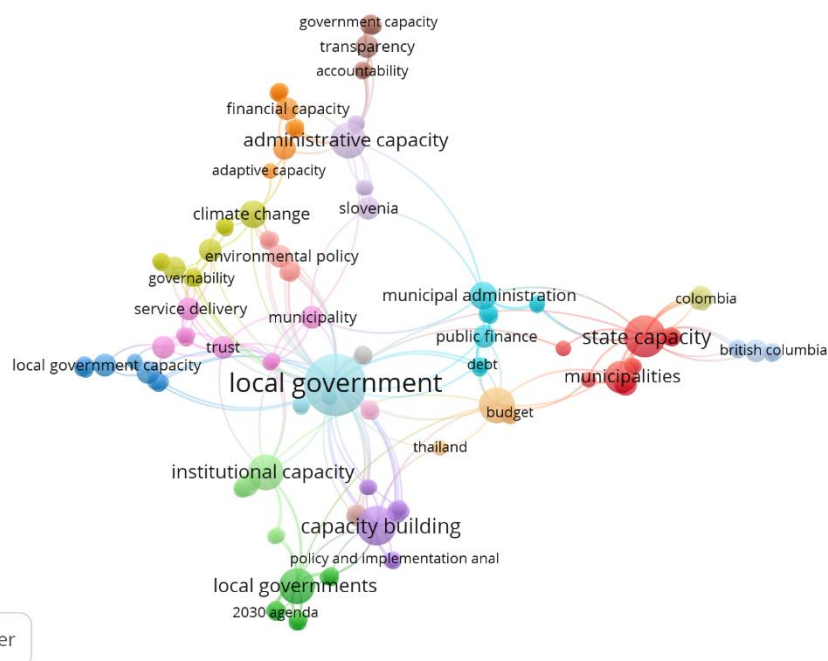 government capacity
transparency
accountability
financial capacity
administrative capacity
adaptive capacity
climate change
slovenia
environmental policy
governability
municipal administration
colombia
service delivery
municipality
public finance
state capacity
trust
british columbia
local government capacity
debt
municipalities
local government
budget
thailand
institutional capacity
capacity building
policy and implementation anal
local governments
2030 agenda
er